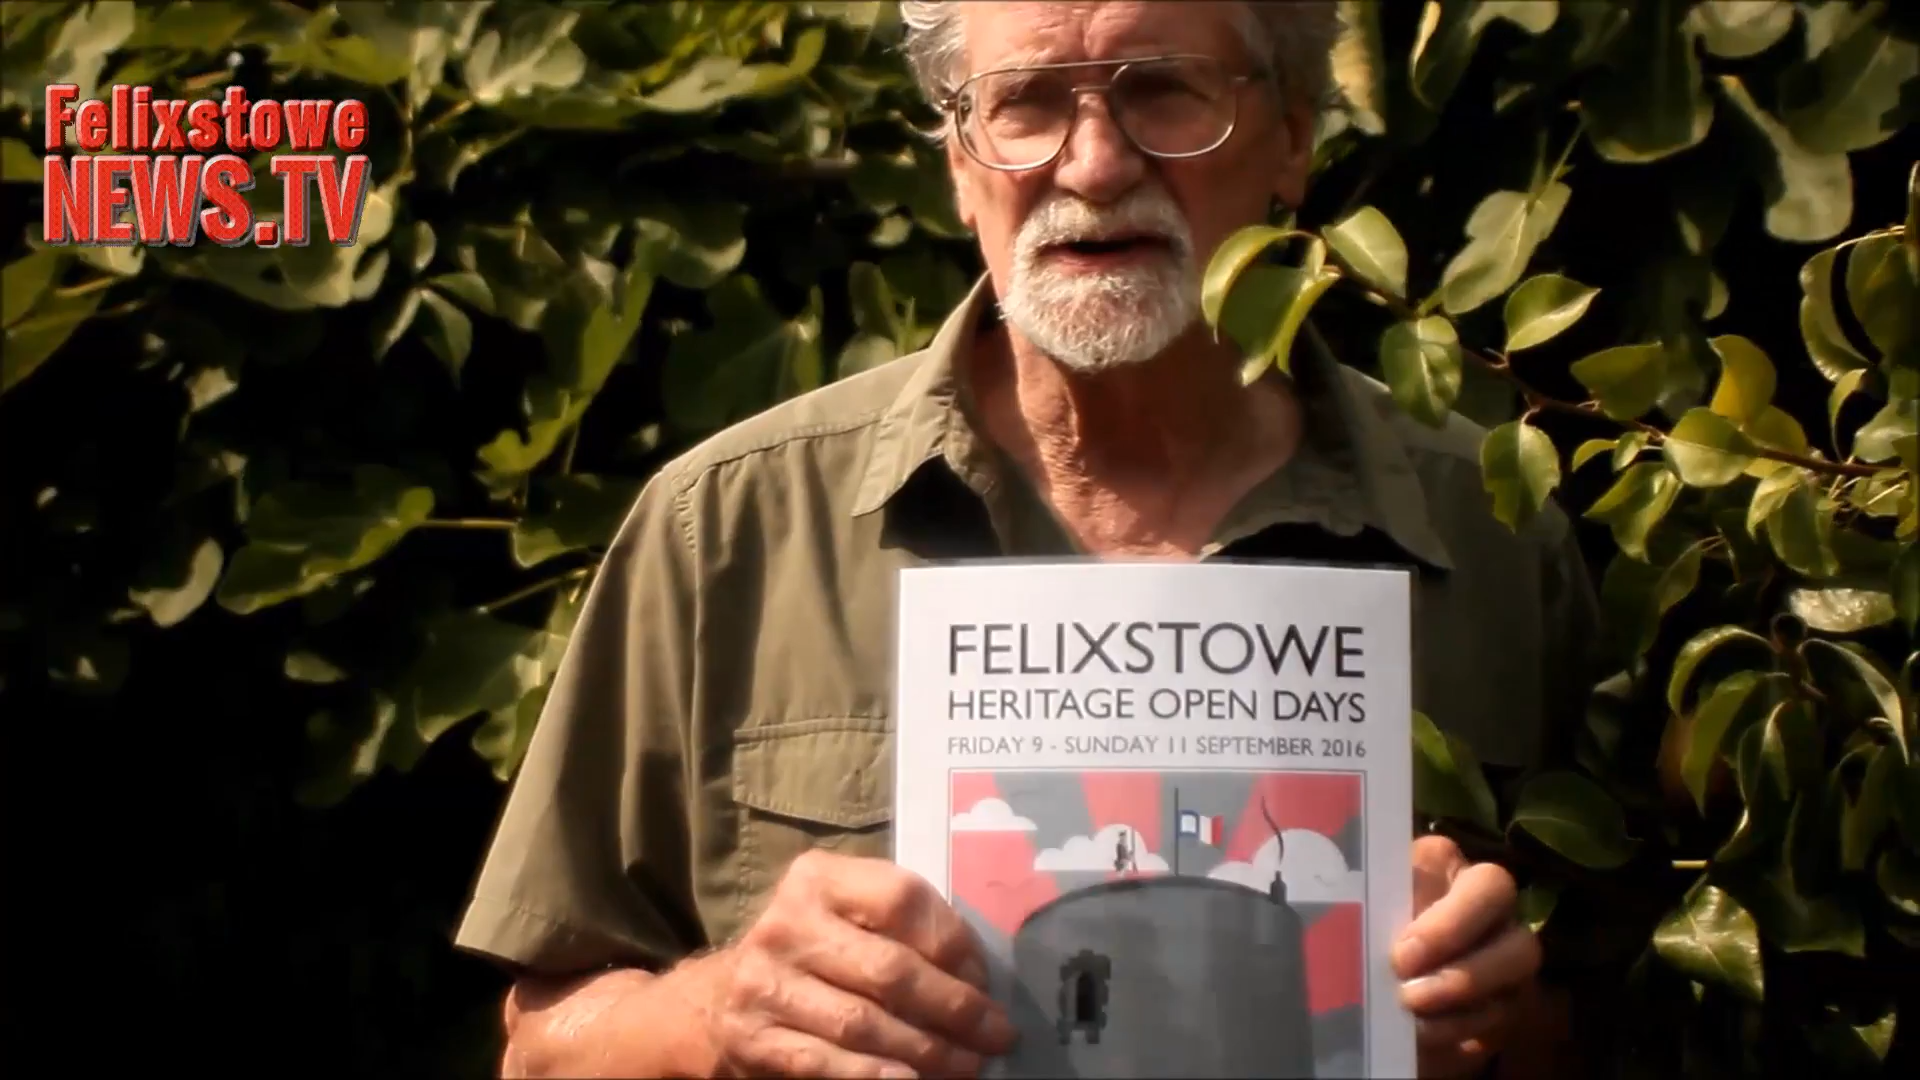 Felixstowe
NEWS.TV
FELIXSTOWE
HERITAGE OPEN DAYS
FRIDAY 9 - SUNDAY 11 SEPTEMBER 2016